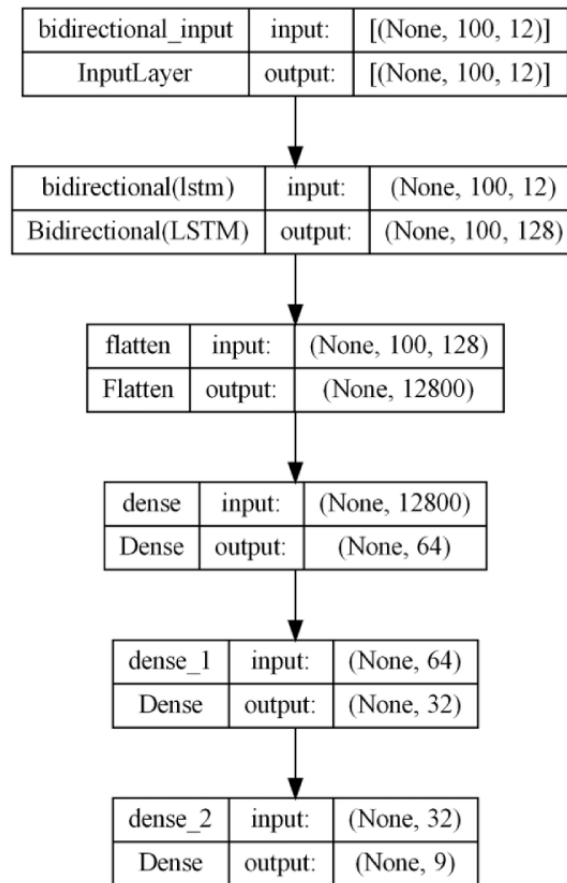 bidirectional_input input: [(None, 100, 12)]
InputLayer output: [(None, 100, 12)]
bidirectional(lstm) input: (None, 100, 12)
Bidirectional(LSTM) output: (None, 100, 128)
flatten input: (None, 100, 128)
Flatten output: (None, 12800)
dense input: (None, 12800)
Dense output: (None, 64)
dense_1 input: (None, 64)
Dense output: (None, 32)
dense_2 input: (None, 32)
Dense output: (None, 9)